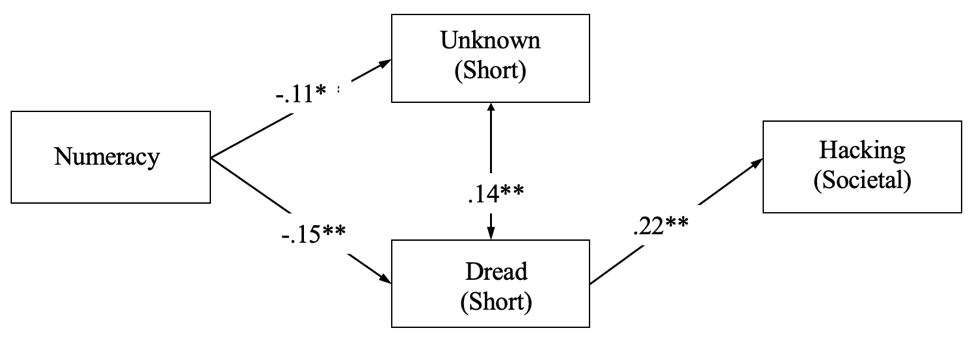 Unknown
(Short)
-.11*
Numeracy
Hacking
(Societal)
.14**
.22**
-.15**
Dread
(Short)